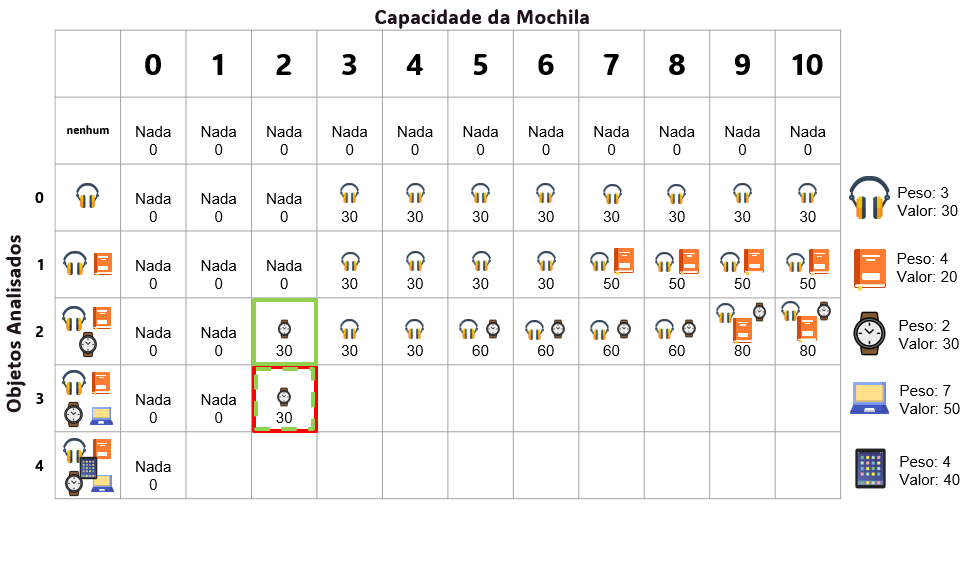 Capacidade da Mochila
0 1 2 3 4 5 6 7 8 9 10
nenhum
Nada Nada Nada Nada Nada Nada Nada Nada Nada Nada Nada
0 0 0 0 0 0 0 0 0 0 0
Objetos Analisados
0
Nada Nada Nada
0 0 0 30 30 30 30 30 30 30 30
Peso: 3
Valor: 30
1
Nada Nada Nada
0 0 0 30 30 30 30 50 50 50 50
Peso: 4
Valor: 20
2
Nada Nada
0 0 30 30 30 60 60 60 60 80 80
Peso: 2
Valor: 30
3
Nada Nada
0 0 30
Peso: 7
Valor: 50
4
Nada
0
Peso: 4
Valor: 40